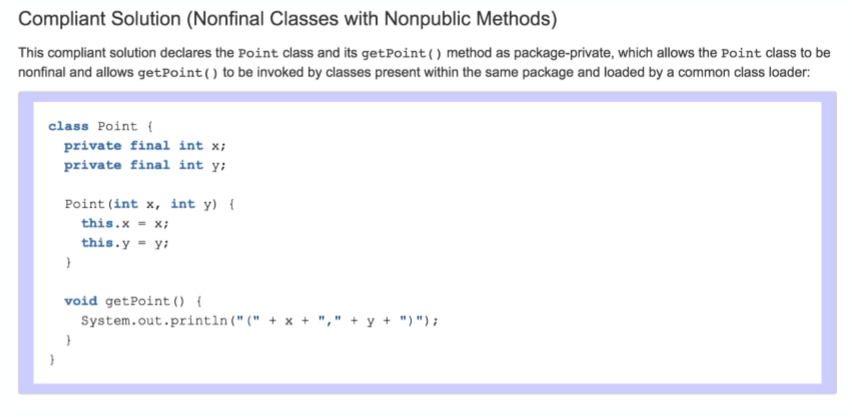 Compliant Solution (Nonfinal Classes with Nonpublic Methods)
This compliant solution declares the Point class and its getPoint() method as package-private, which allows the Point class to be
nonfinal and allows getPoint() to be invoked by classes present within the same package and loaded by a common class loader:
class Point {
  private final int x;
  private final int y;

  Point(int x, int y) {
    this.x = x;
    this.y = y;
  }

  void getPoint() {
    System.out.println("(" + x + "," + y + ")");
  }
}